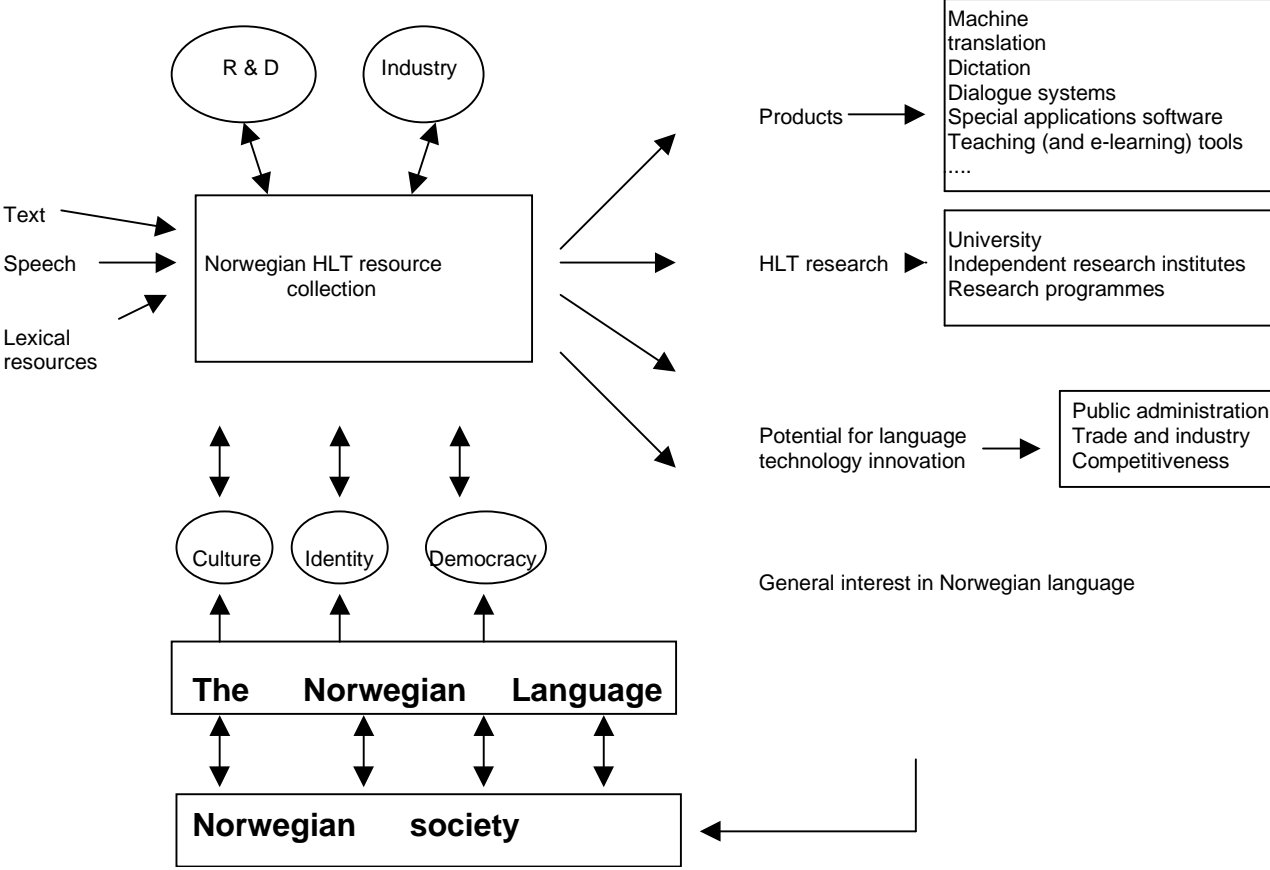 R & D
Industry
Text
Speech
Lexical
resources
Norwegian HLT resource
collection
Products
Machine
translation
Dictation
Dialogue systems
Special applications software
Teaching (and e-learning) tools
....
HLT research
University
Independent research institutes
Research programmes
Potential for language
technology innovation
Public administration
Trade and industry
Competitiveness
General interest in Norwegian language
Culture
Identity
Democracy
The Norwegian Language
Norwegian society